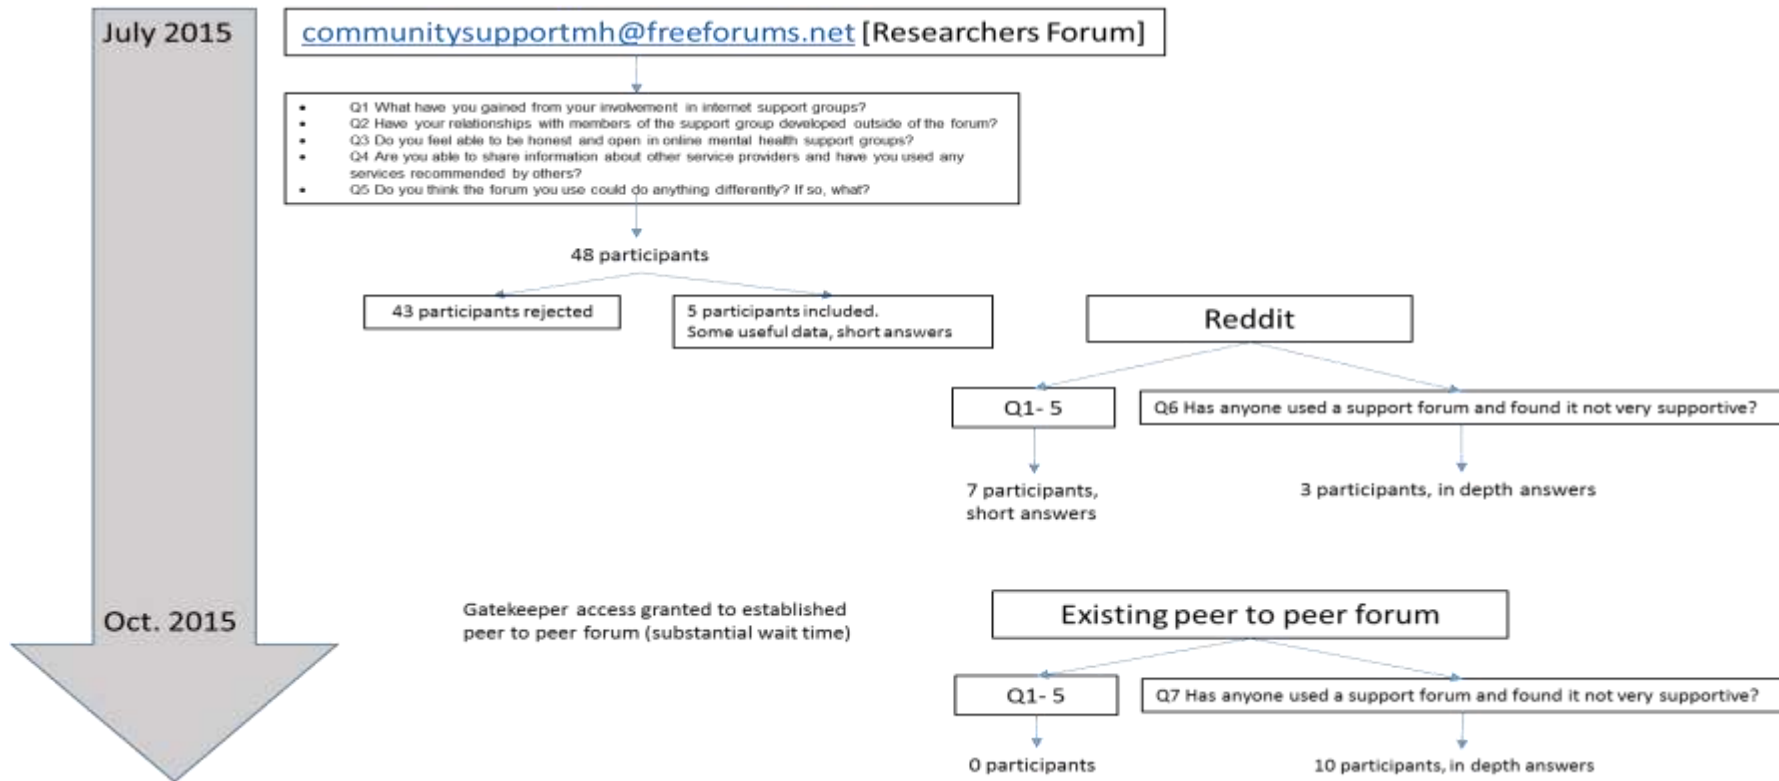 July 2015
communitysupportmh@freeforums.net [Researchers Forum]
• Q1 What have you gained from your involvement in internet support groups?
• Q2 Have your relationships with members of the support group developed outside of the forum?
• Q3 Do you feel able to be honest and open in online mental health support groups?
• Q4 Are you able to share information about other service providers and have you used any
services recommended by others?
• Q5 Do you think the forum you use could do anything differently? If so, what?
48 participants
43 participants rejected
5 participants included.
Some useful data, short answers
Reddit
Q1- 5
Q6 Has anyone used a support forum and found it not very supportive?
7 participants,
short answers
3 participants, in depth answers
Oct. 2015
Gatekeeper access granted to established
peer to peer forum (substantial wait time)
Existing peer to peer forum
Q1- 5
Q7 Has anyone used a support forum and found it not very supportive?
0 participants
10 participants, in depth answers